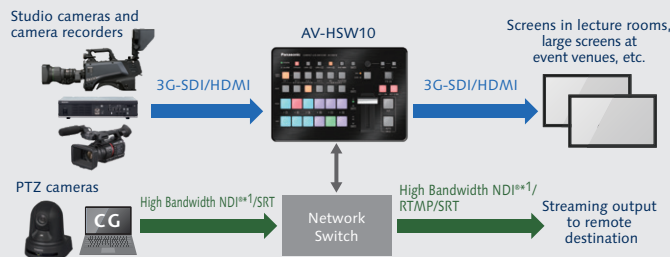 Studio cameras and
camera recorders
AV-HSW10
Screens in lecture rooms,
large screens at
event venues, etc.
Panasonic
3G-SDI/HDMI
3G-SDI/HDMI
PTZ cameras
High Bandwidth NDI®*1/SRT
CG
Network
Switch
High Bandwidth NDI®*1/
RTMP/SRT
Streaming output
to remote
destination